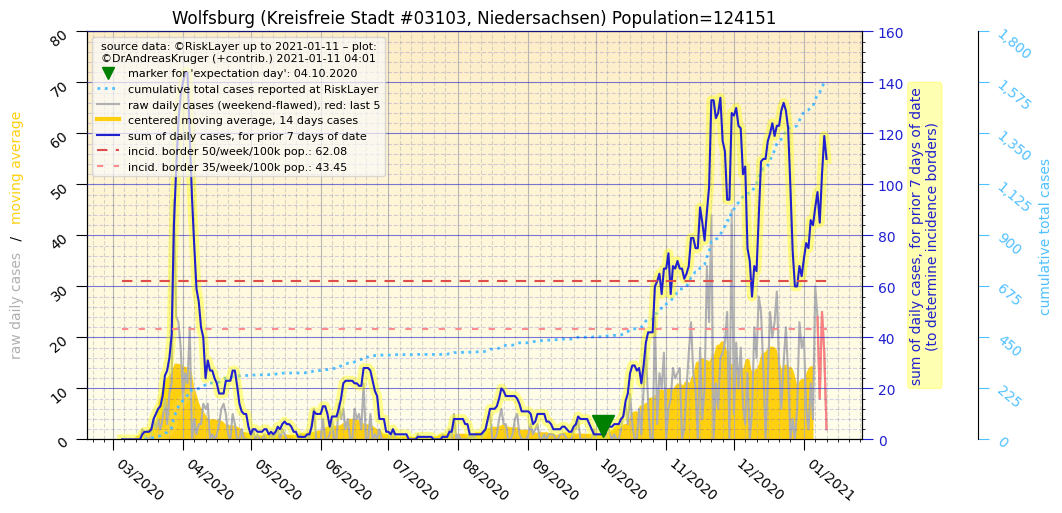 Wolfsburg (Kreisfreie Stadt #03103, Niedersachsen) Population=124151
source data: ©RiskLayer up to 2021-01-11 – plot:
©DrAndreasKruger (+contrib.) 2021-01-11 04:01
marker for 'expectation day': 04.10.2020
cumulative total cases reported at RiskLayer
raw daily cases (weekend-flawed), red: last 5
centered moving average, 14 days cases
sum of daily cases, for prior 7 days of date
incid. border 50/week/100k pop.: 62.08
incid. border 35/week/100k pop.: 43.45
raw daily cases / moving average
80
70
60
50
40
30
20
10
0
03/2020
04/2020
05/2020
06/2020
07/2020
08/2020
09/2020
10/2020
11/2020
12/2020
01/2021
160
140
120
100
80
60
40
20
0
sum of daily cases, for prior 7 days of date
(to determine incidence borders)
1,800
1,575
1,350
1,125
900
675
450
225
0
cumulative total cases